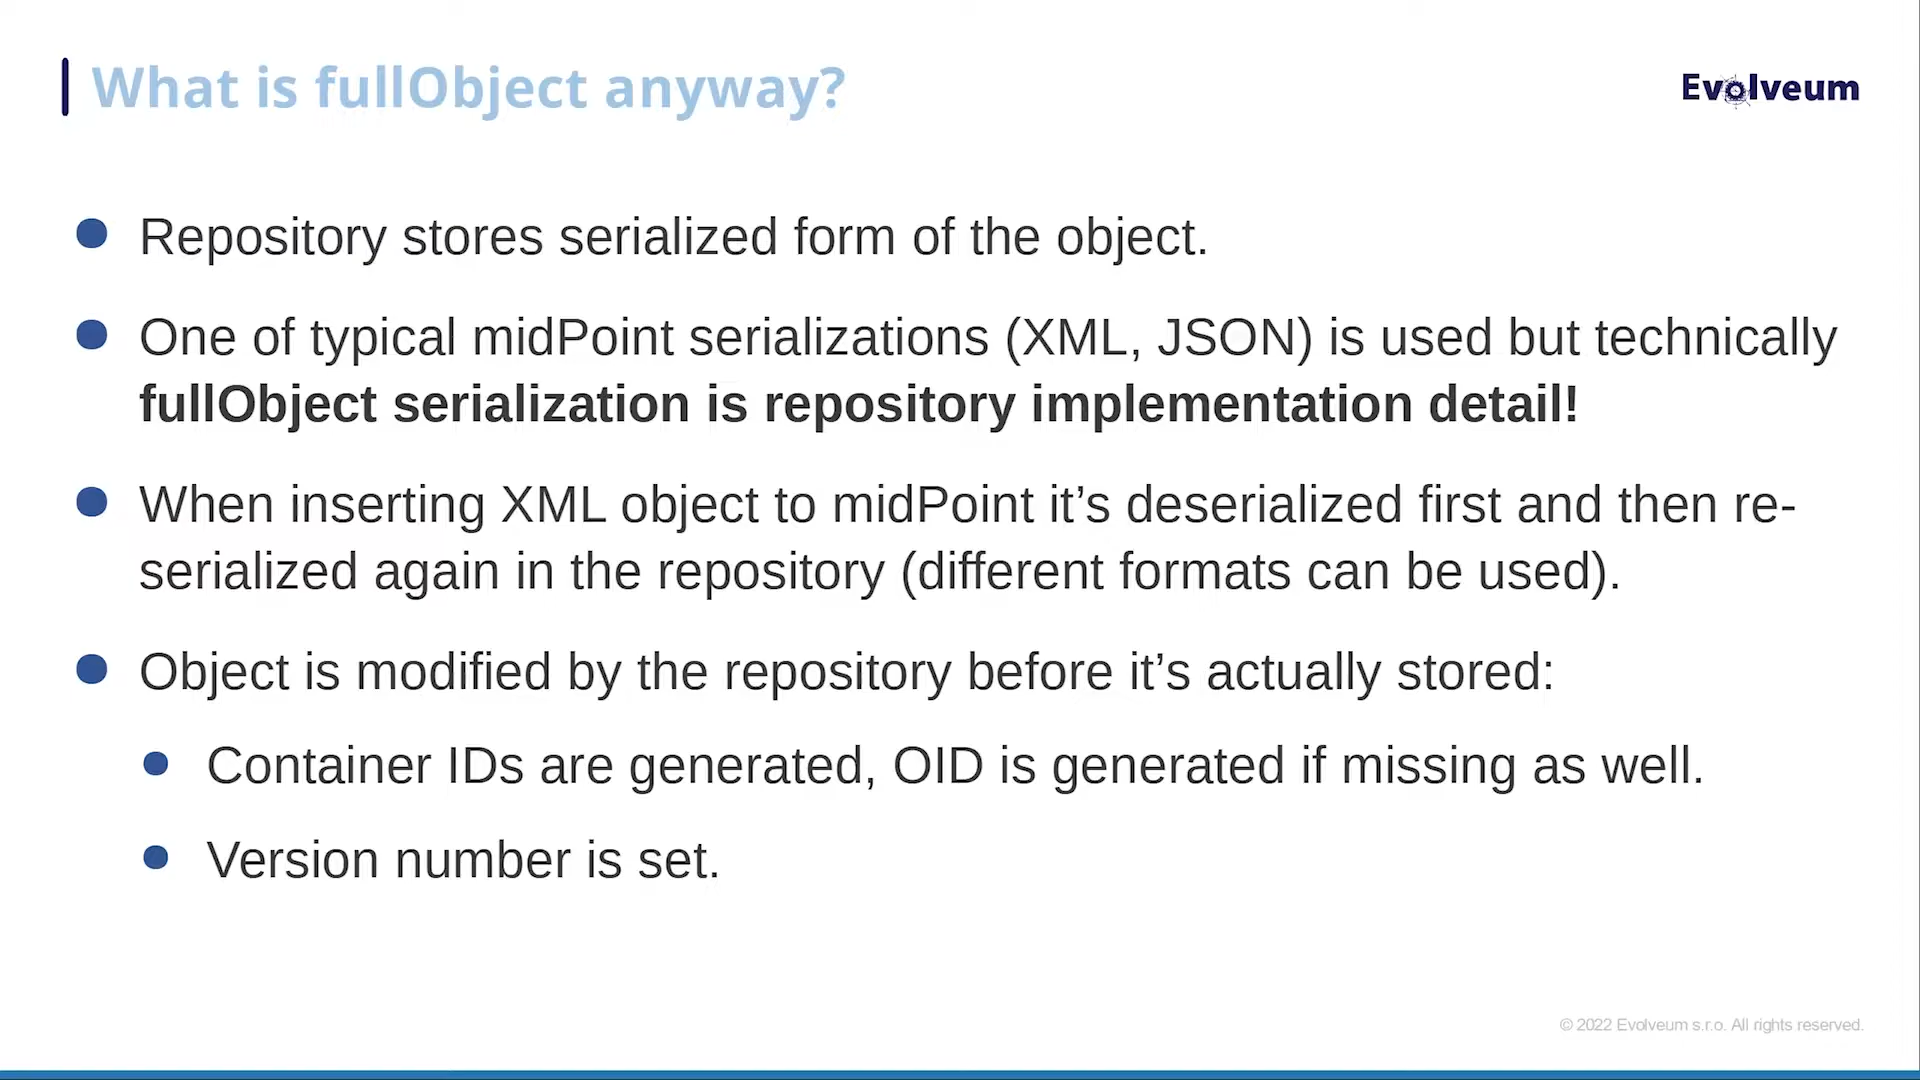 What is fullObject anyway?
Evolveum
Repository stores serialized form of the object.
One of typical midPoint serializations (XML, JSON) is used but technically
fullObject serialization is repository implementation detail!
When inserting XML object to midPoint it’s deserialized first and then re-
serialized again in the repository (different formats can be used).
Object is modified by the repository before it’s actually stored:
Container IDs are generated, OID is generated if missing as well.
Version number is set.
© 2022 Evolveum s.r.o. All rights reserved.